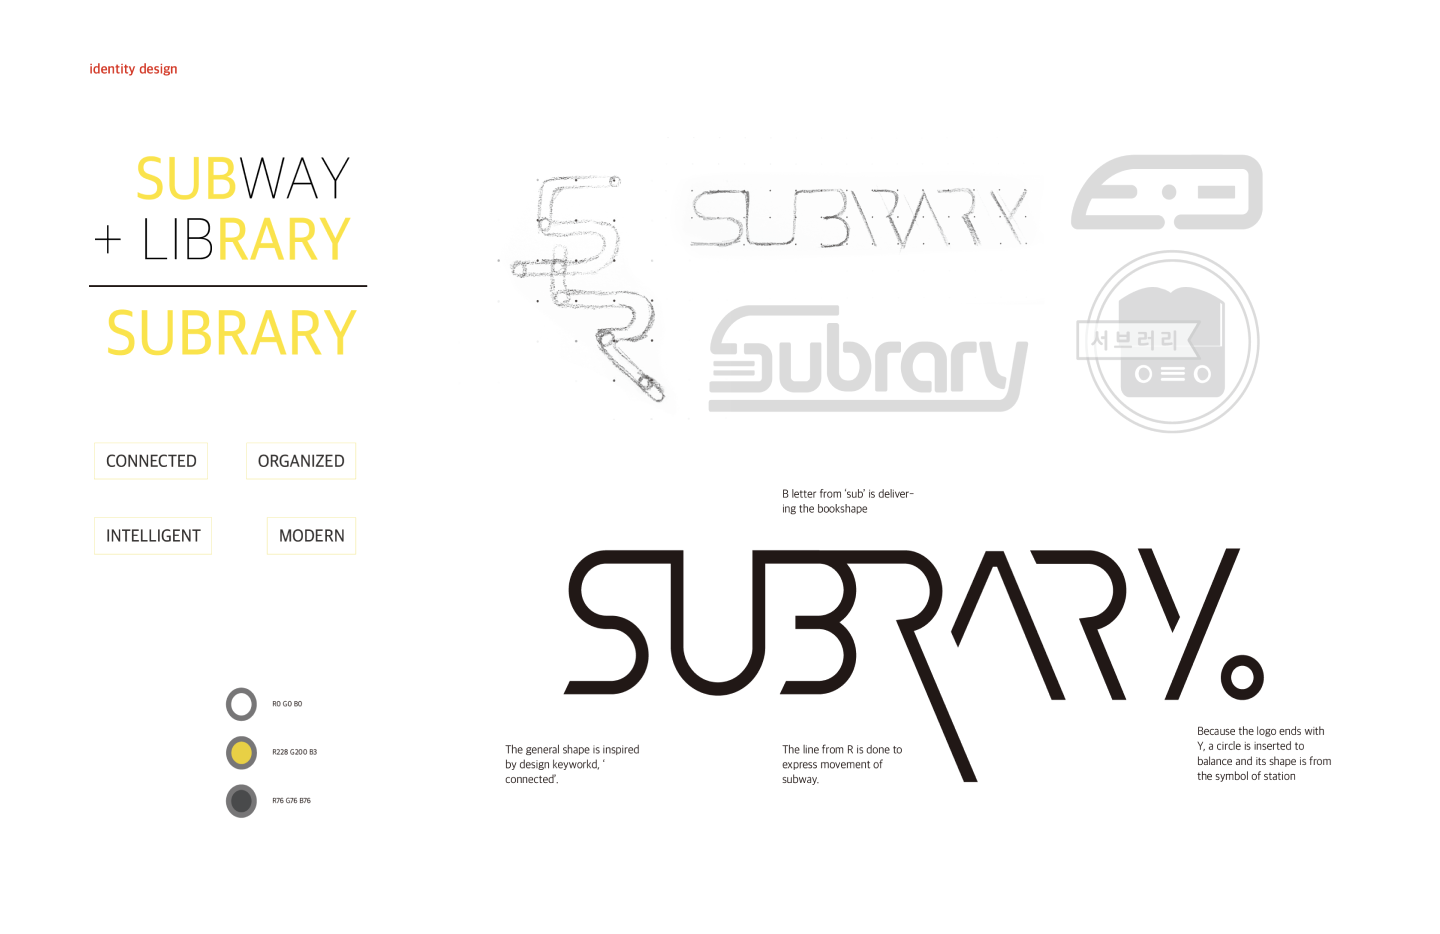 identity design
SUBWAY
+ LIBRARY
SUBRARY
CONNECTED
ORGANIZED
INTELLIGENT
MODERN
R0 G0 B0
R228 G200 B3
R76 G76 B76
SUBRARY
Subrary
서브러리
B letter from 'sub' is deliver-
ing the bookshape
SUBRARY.
The general shape is inspired
by design keyworkd, '
connected'.
The line from R is done to
express movement of
subway.
Because the logo ends with
Y, a circle is inserted to
balance and its shape is from
the symbol of station